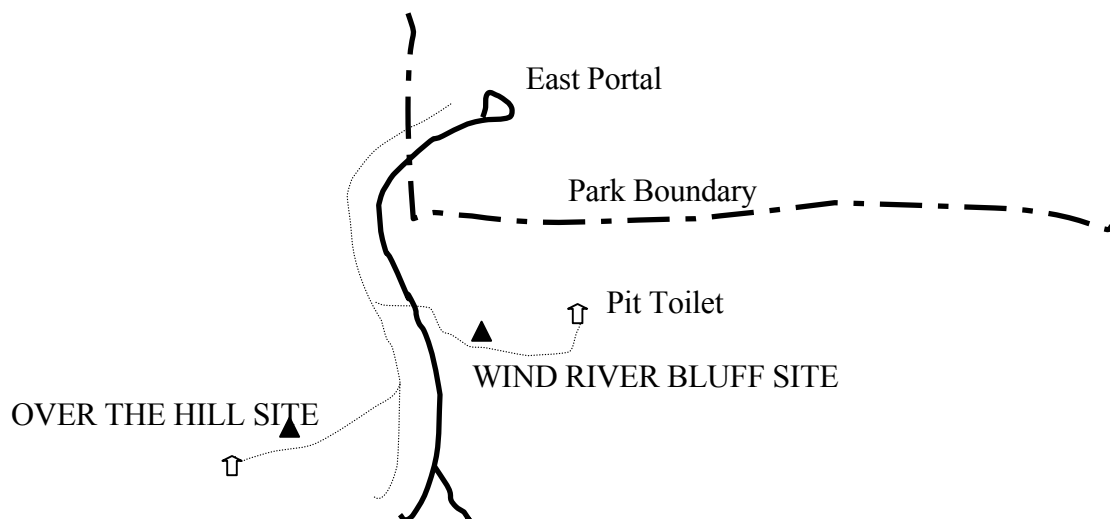 East Portal
Park Boundary
Pit Toilet
WIND RIVER BLUFF SITE
OVER THE HILL SITE